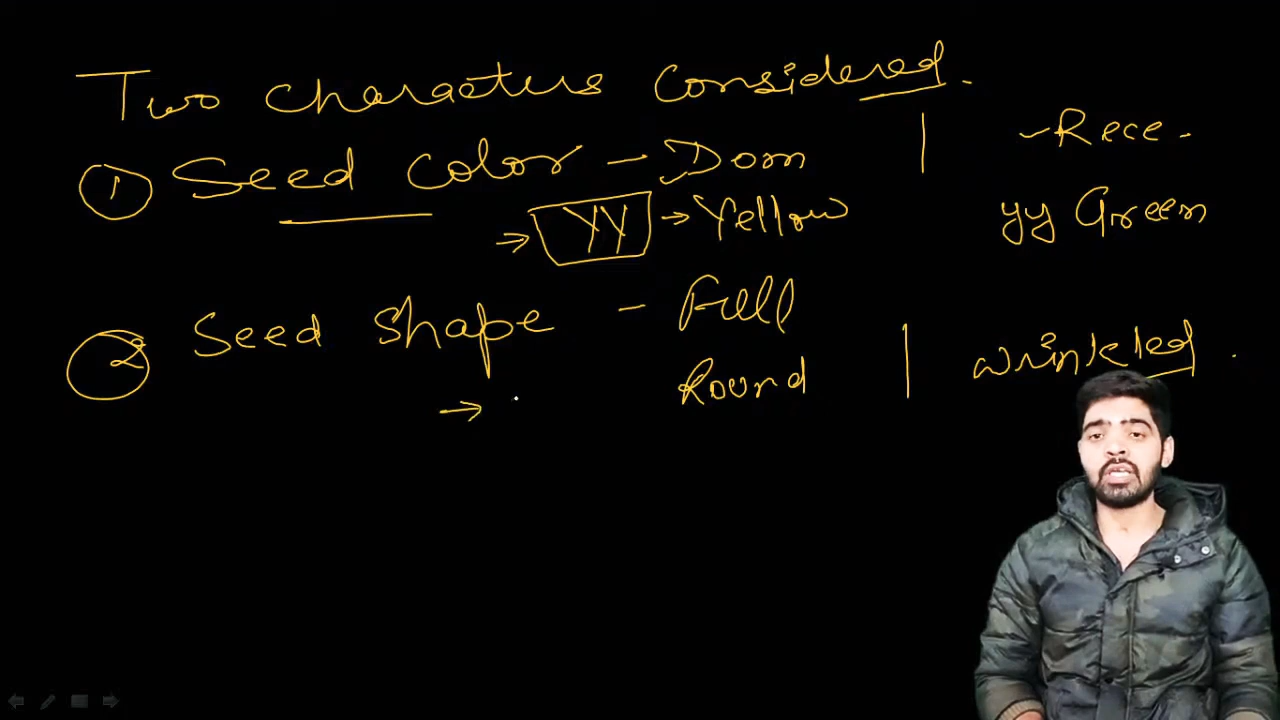 Two characters considered.
① Seed color - Dom | - Rece -
→ YY → Yellow yy Green
② Seed shape - Full
Round | wrinkled .
→